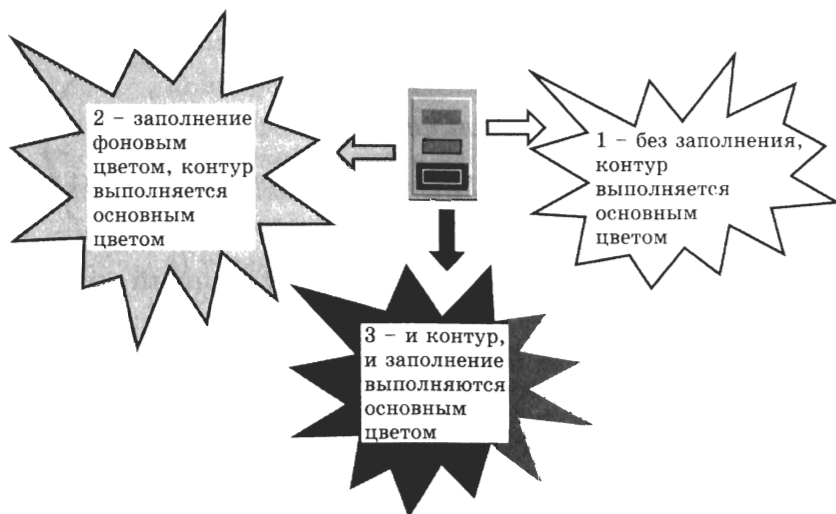 2 – заполнение
фоновым
цветом, контур
выполняется
основным
цветом
1 – без заполнения,
контур
выполняется
основным
цветом
3 – и контур,
и заполнение
выполняются
основным
цветом